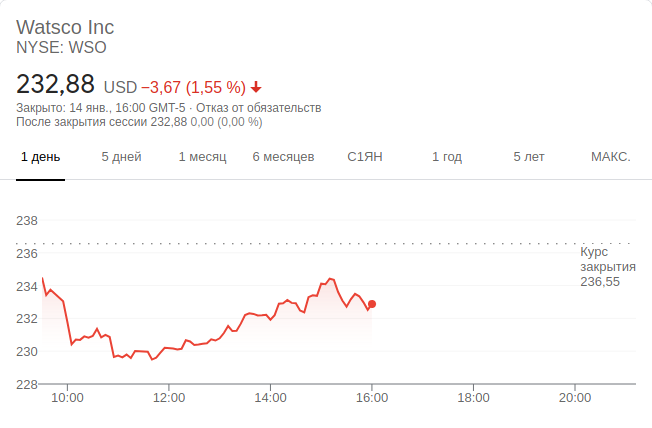 Watsco Inc
NYSE: WSO
232,88 USD −3,67 (1,55 %)
Закрыто: 14 янв., 16:00 GMT-5 · Отказ от обязательств
После закрытия сессии 232,88 0,00 (0,00 %)
1 день 5 дней 1 месяц 6 месяцев С1ЯН 1 год 5 лет МАКС.
238
236
234
232
230
228
Курс
закрытия
236,55
10:00 12:00 14:00 16:00 18:00 20:00